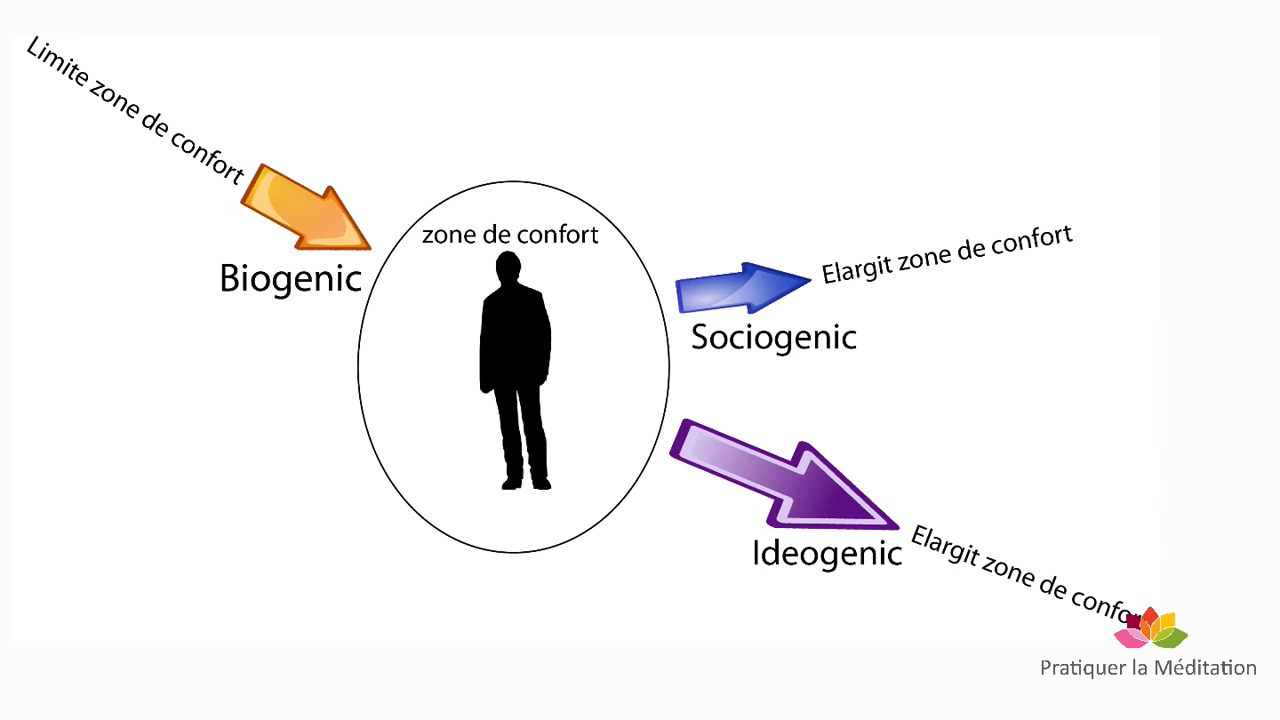 Limite zone de confort
Biogenic
zone de confort
Elargit zone de confort
Sociogenic
Ideogenic
Elargit zone de confort
Pratiquer la Méditation